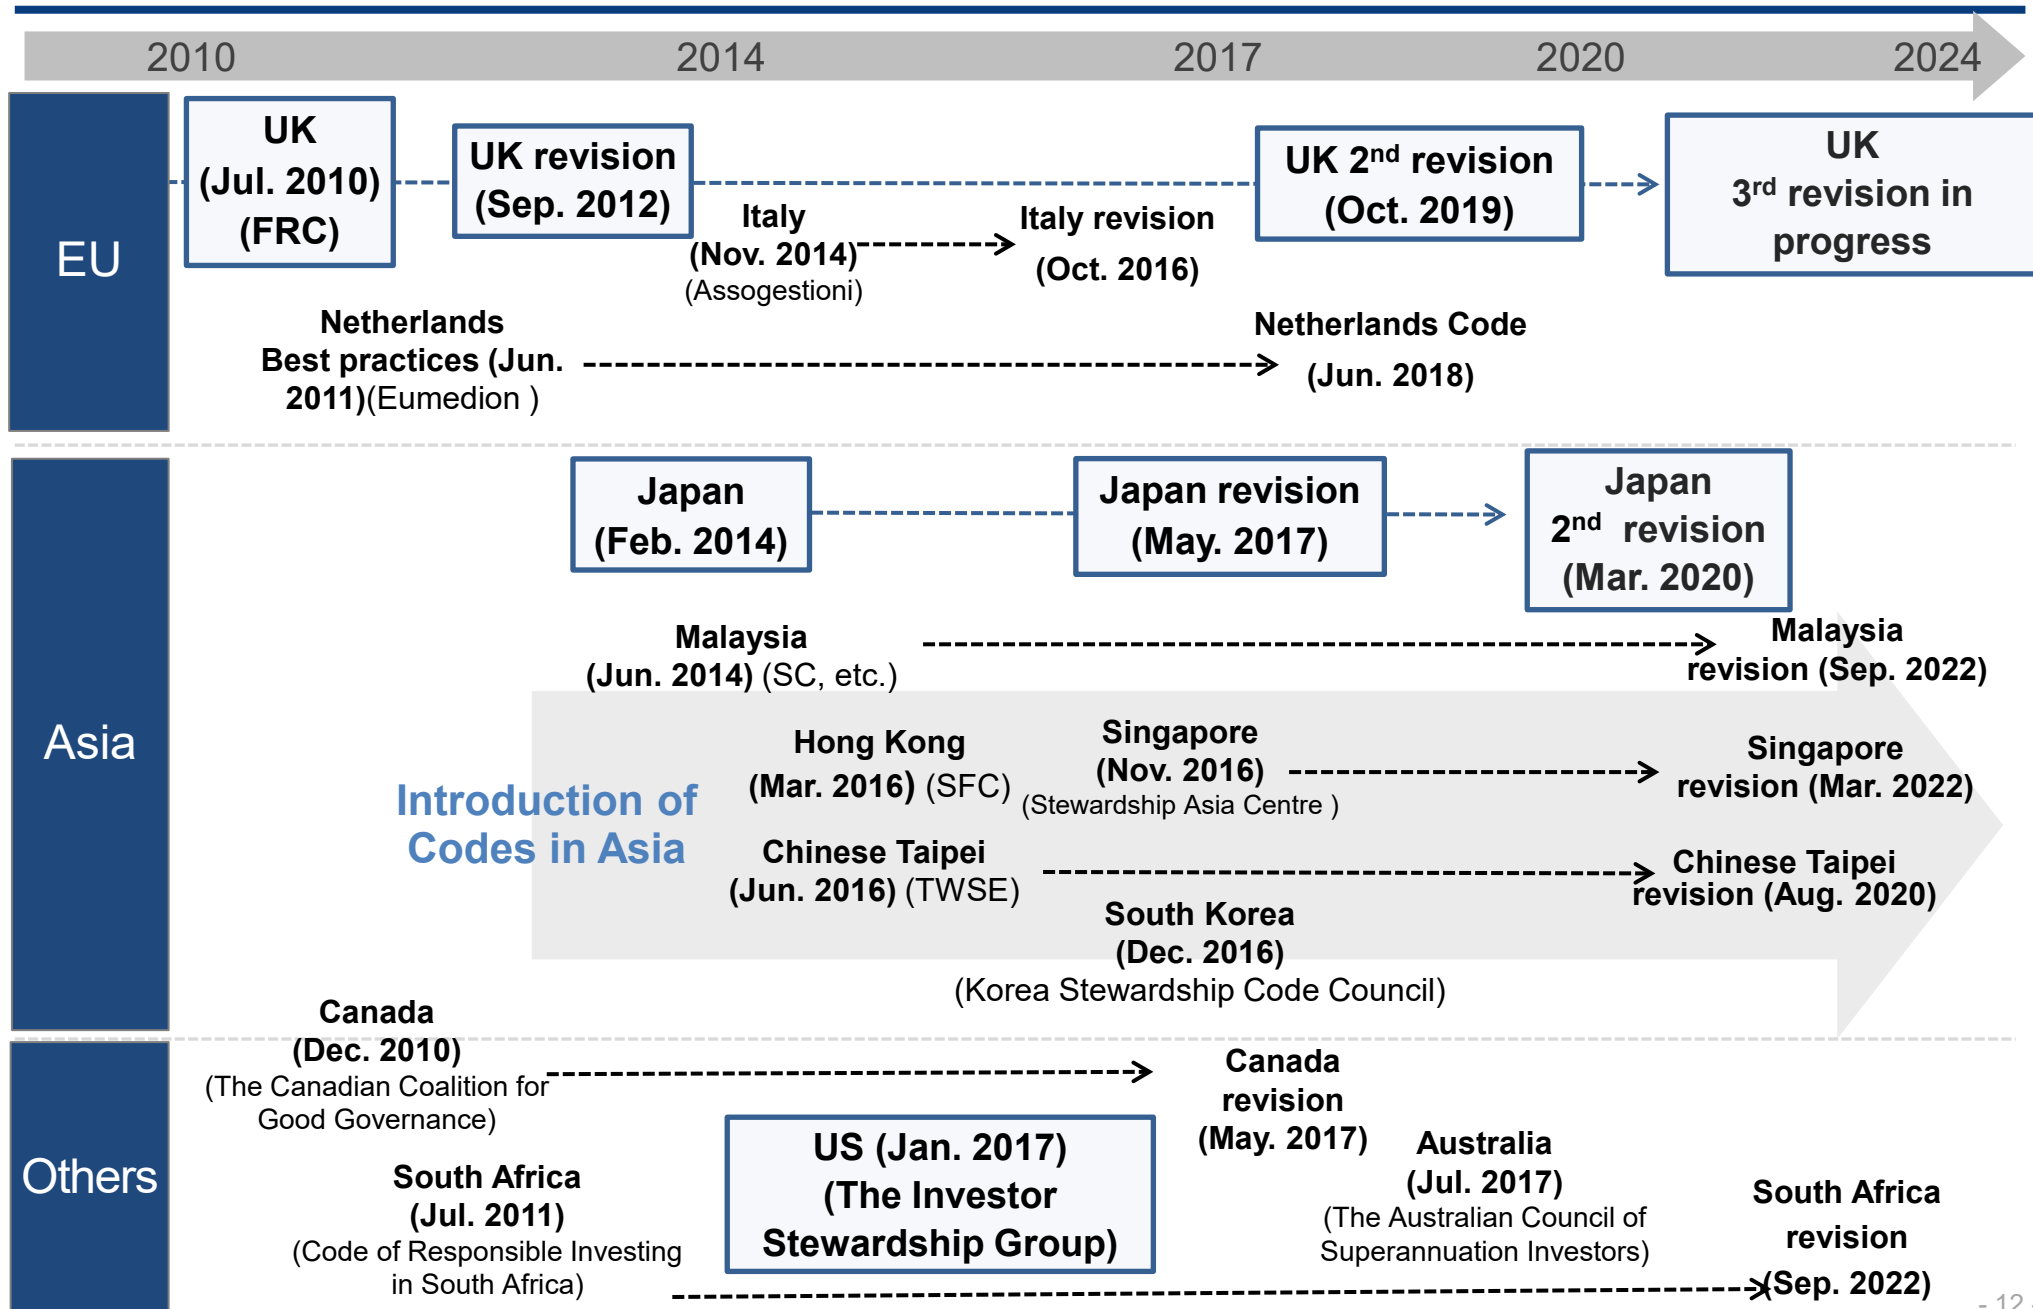 2010 2014 2017 2020 2024
EU
UK
(Jul. 2010)
(FRC)
UK revision
(Sep. 2012)
Italy
(Nov. 2014)
(Assogestioni)
Italy revision
(Oct. 2016)
UK 2nd revision
(Oct. 2019)
UK
3rd revision in
progress
Netherlands
Best practices (Jun.
2011)(Eumedion )
Netherlands Code
(Jun. 2018)
Asia
Japan
(Feb. 2014)
Japan revision
(May. 2017)
Japan
2nd revision
(Mar. 2020)
Malaysia
(Jun. 2014) (SC, etc.)
Malaysia
revision (Sep. 2022)
Introduction of
Codes in Asia
Hong Kong
(Mar. 2016) (SFC)
Singapore
(Nov. 2016)
(Stewardship Asia Centre )
Singapore
revision (Mar. 2022)
Chinese Taipei
(Jun. 2016) (TWSE)
Chinese Taipei
revision (Aug. 2020)
South Korea
(Dec. 2016)
(Korea Stewardship Code Council)
Others
Canada
(Dec. 2010)
(The Canadian Coalition for
Good Governance)
Canada
revision
(May. 2017)
South Africa
(Jul. 2011)
(Code of Responsible Investing
in South Africa)
US (Jan. 2017)
(The Investor
Stewardship Group)
Australia
(Jul. 2017)
(The Australian Council of
Superannuation Investors)
South Africa
revision
(Sep. 2022)
- 12